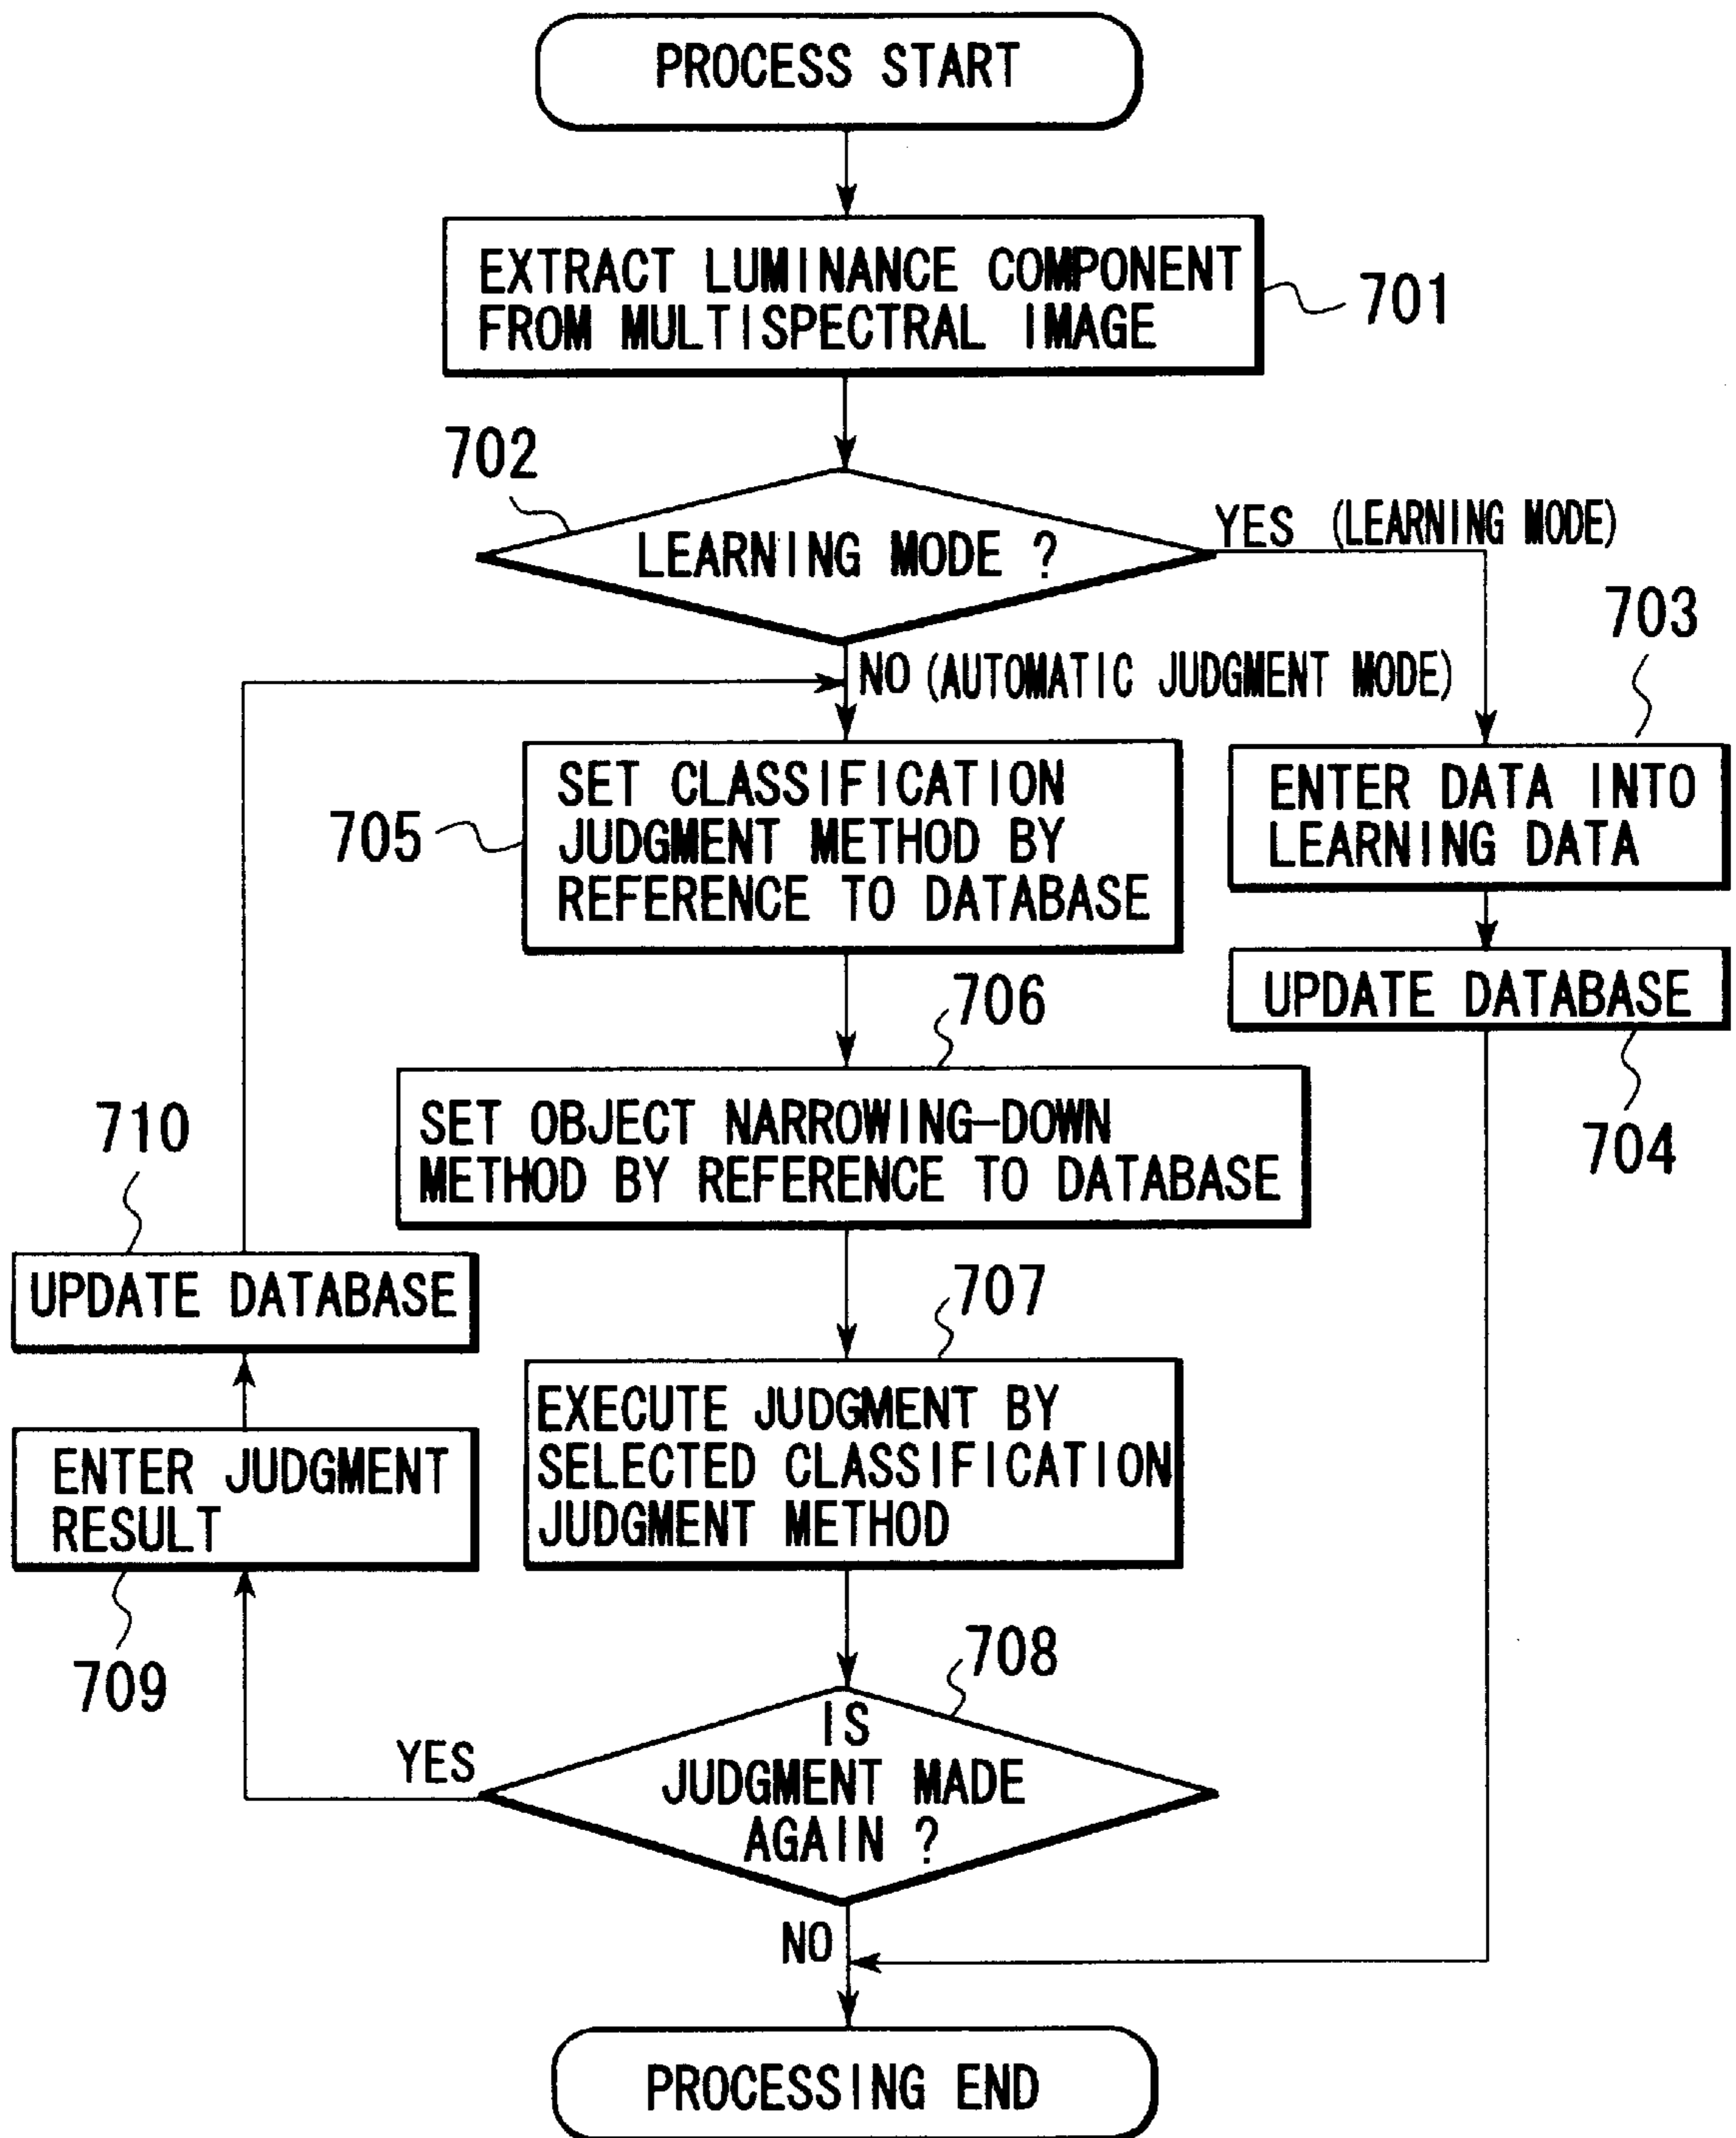 PROCESS START
EXTRACT LUMINANCE COMPONENT
FROM MULTISPECTRAL IMAGE
701
702
LEARNING MODE ?
YES (LEARNING MODE)
703
NO (AUTOMATIC JUDGMENT MODE)
ENTER DATA INTO
LEARNING DATA
SET CLASSIFICATION
JUDGMENT METHOD BY
REFERENCE TO DATABASE
705
UPDATE DATABASE
704
706
SET OBJECT NARROWING-DOWN
METHOD BY REFERENCE TO DATABASE
710
UPDATE DATABASE
707
EXECUTE JUDGMENT BY
SELECTED CLASSIFICATION
JUDGMENT METHOD
ENTER JUDGMENT
RESULT
709
708
IS
JUDGMENT MADE
AGAIN ?
YES
NO
PROCESSING END